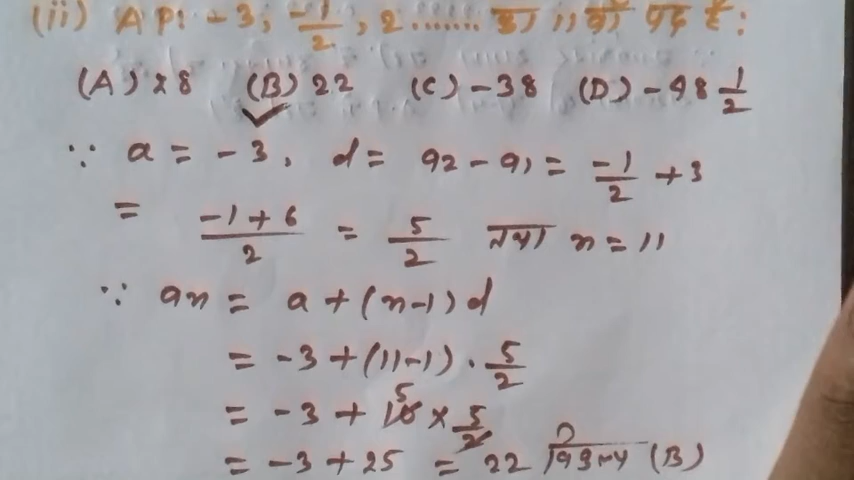 (ii) A P: -3, -1/2, 2 ....... का 11वाँ पद है:
(A) 28 (B) 22 (C) -38 (D) -48 1/2
∵ a = -3, d = a2 - a1 = -1/2 + 3
= -1+6/2 = 5/2 तथा n = 11
∵ an = a + (n-1)d
= -3 + (11-1) . 5/2
= -3 + 10 × 5/2
= -3 + 25 = 22 विकल्प (B)